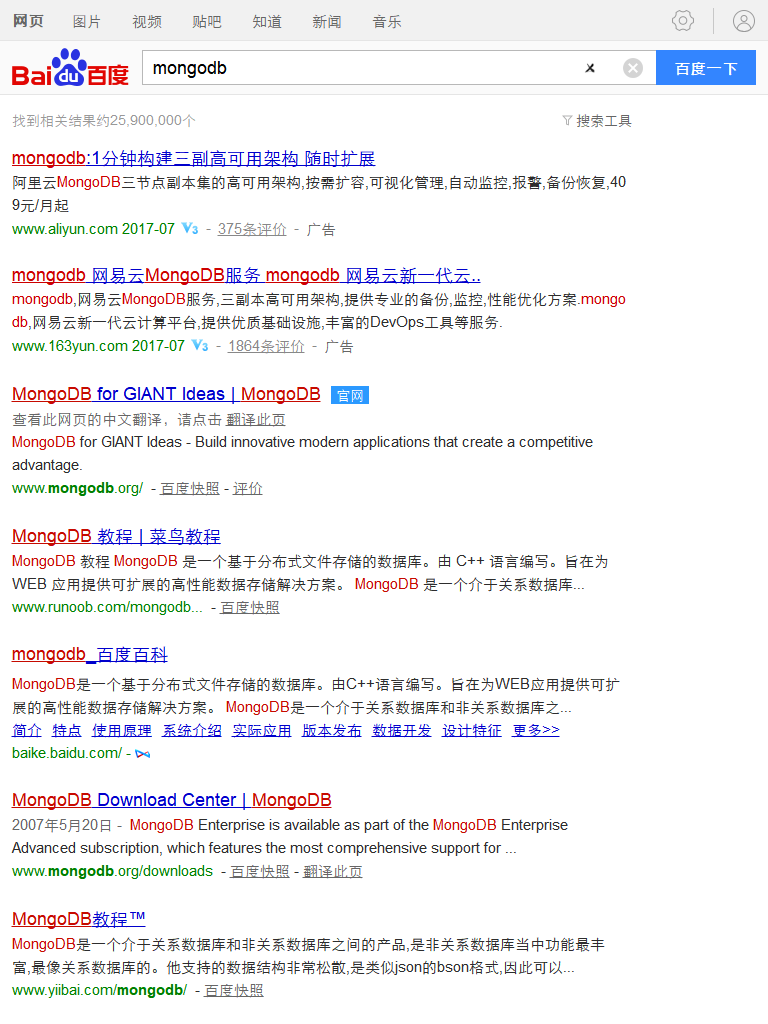 网页 图片 视频 贴吧 知道 新闻 音乐
Bai du 百度 mongodb 百度一下
找到相关结果约25,900,000个 搜索工具
mongodb:1分钟构建三副高可用架构 随时扩展
阿里云MongoDB三节点副本集的高可用架构,按需扩容,可视化管理,自动监控,报警,备份恢复,40
9元/月起
www.aliyun.com 2017-07 V3 - 375条评价 - 广告
mongodb 网易云MongoDB服务 mongodb 网易云新一代云..
mongodb,网易云MongoDB服务,三副本高可用架构,提供专业的备份,监控,性能优化方案.mongo
db,网易云新一代云计算平台,提供优质基础设施,丰富的DevOps工具等服务.
www.163yun.com 2017-07 V3 - 1864条评价 - 广告
MongoDB for GIANT Ideas | MongoDB 官网
查看此网页的中文翻译，请点击 翻译此页
MongoDB for GIANT Ideas - Build innovative modern applications that create a competitive
advantage.
www.mongodb.org/ - 百度快照 - 评价
MongoDB 教程 | 菜鸟教程
MongoDB 教程 MongoDB 是一个基于分布式文件存储的数据库。由 C++ 语言编写。旨在为
WEB 应用提供可扩展的高性能数据存储解决方案。 MongoDB 是一个介于关系数据库...
www.runoob.com/mongodb... - 百度快照
mongodb_百度百科
MongoDB是一个基于分布式文件存储的数据库。由C++语言编写。旨在为WEB应用提供可扩
展的高性能数据存储解决方案。 MongoDB是一个介于关系数据库和非关系数据库之...
简介 特点 使用原理 系统介绍 实际应用 版本发布 数据开发 设计特征 更多>>
baike.baidu.com/ -
MongoDB Download Center | MongoDB
2007年5月20日 - MongoDB Enterprise is available as part of the MongoDB Enterprise
Advanced subscription, which features the most comprehensive support for ...
www.mongodb.org/downloads - 百度快照 - 翻译此页
MongoDB教程™
MongoDB是一个介于关系数据库和非关系数据库之间的产品,是非关系数据库当中功能最丰
富,最像关系数据库的。他支持的数据结构非常松散,是类似json的bson格式,因此可以...
www.yiibai.com/mongodb/ - 百度快照